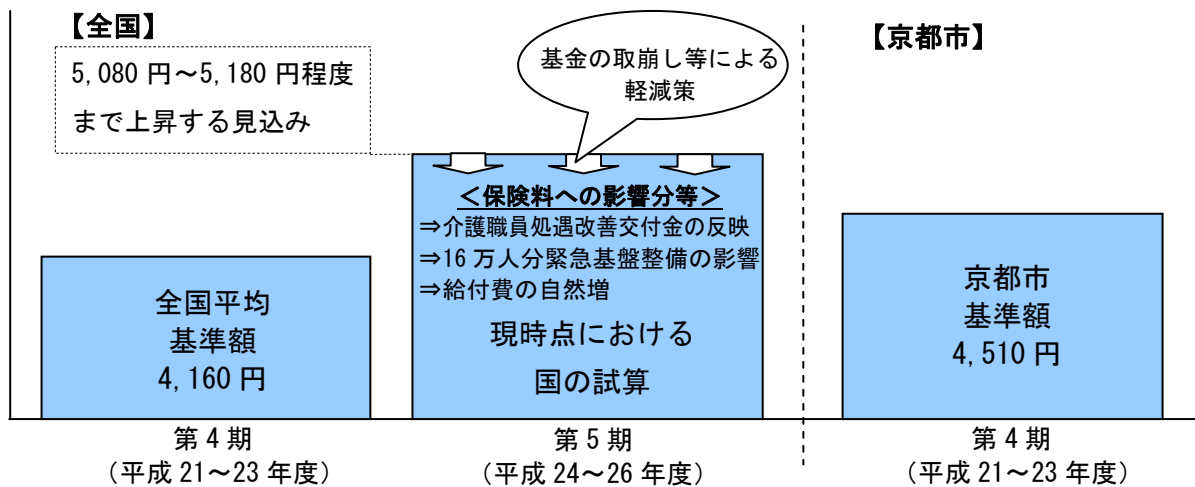 【全国】
5,080 円～5,180 円程度
まで上昇する見込み
基金の取崩し等による
軽減策
【京都市】
＜保険料への影響分等＞
⇒介護職員処遇改善交付金の反映
⇒16 万人分緊急基盤整備の影響
⇒給付費の自然増
現時点における
国の試算
全国平均
基準額
4,160 円
京都市
基準額
4,510 円
第 4 期
（平成 21～23 年度）
第 5 期
（平成 24～26 年度）
第 4 期
（平成 21～23 年度）